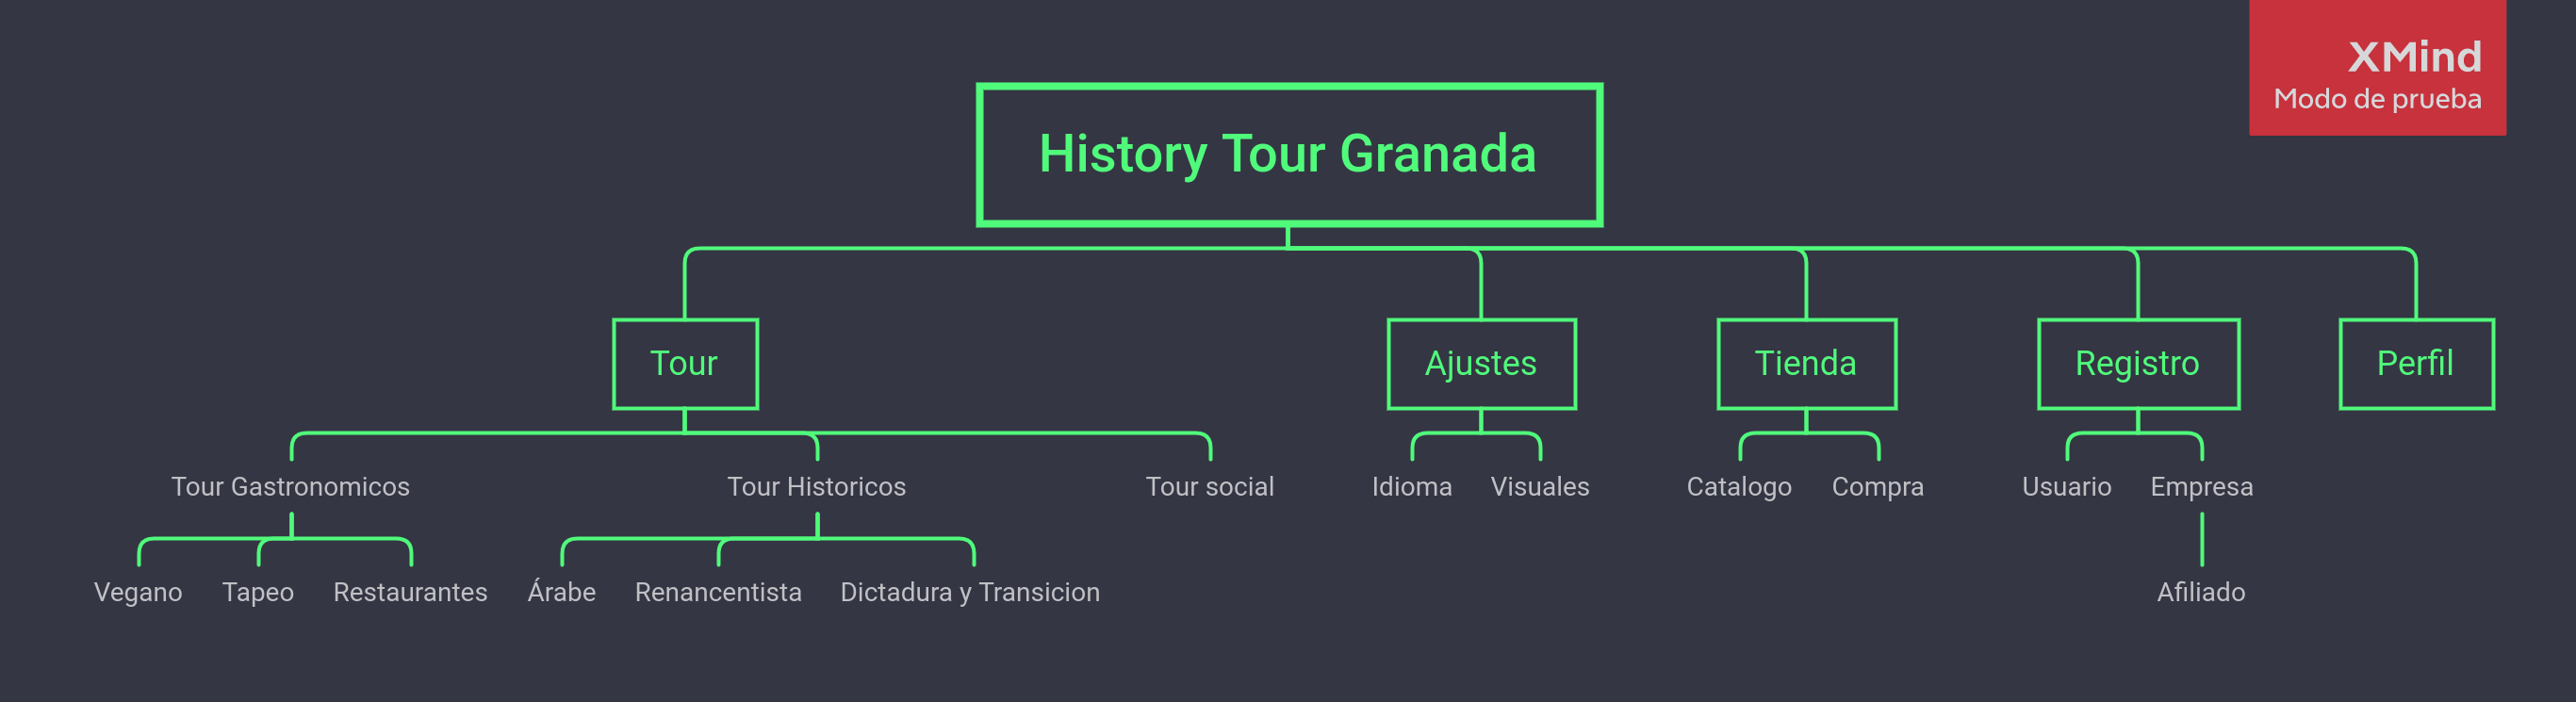 XMind
Modo de prueba
History Tour Granada
Tour
Ajustes
Tienda
Registro
Perfil
Tour Gastronomicos
Tour Historicos
Tour social
Idioma
Visuales
Catalogo
Compra
Usuario
Empresa
Vegano
Tapeo
Restaurantes
Árabe
Renancentista
Dictadura y Transicion
Afiliado